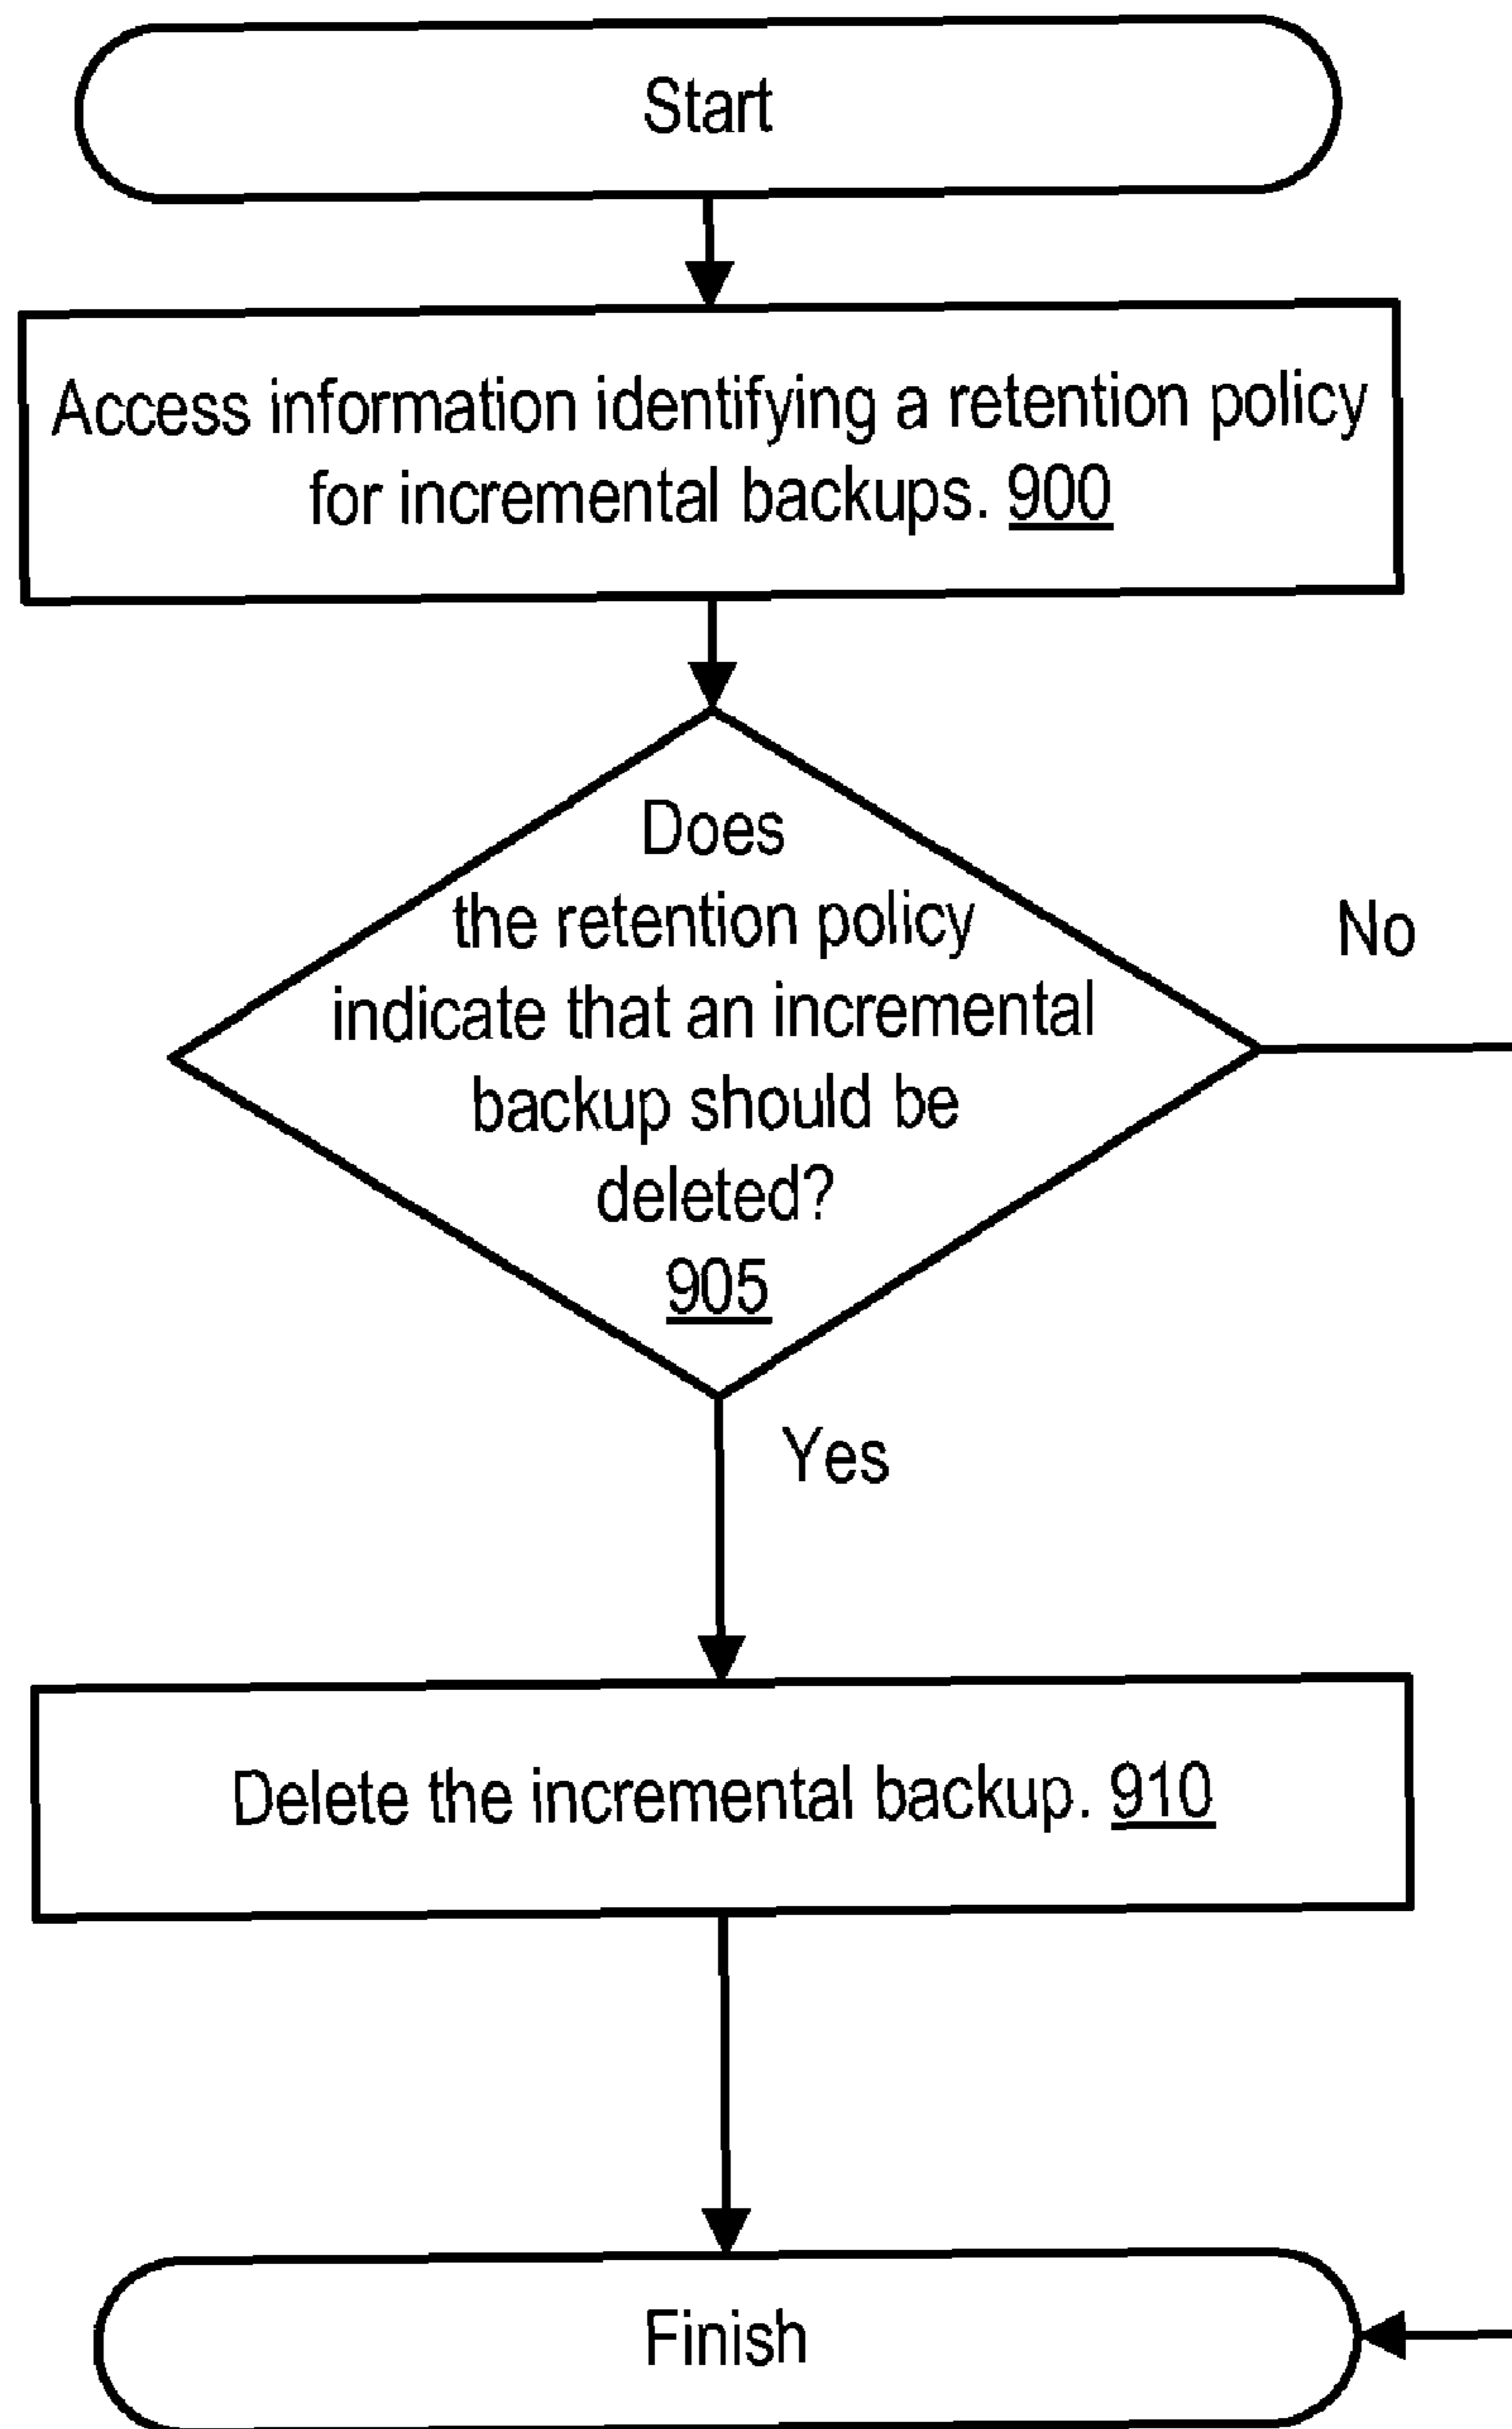 Start
Access information identifying a retention policy
for incremental backups. 900
Does
the retention policy
indicate that an incremental
backup should be
deleted?
905
No
Yes
Delete the incremental backup. 910
Finish